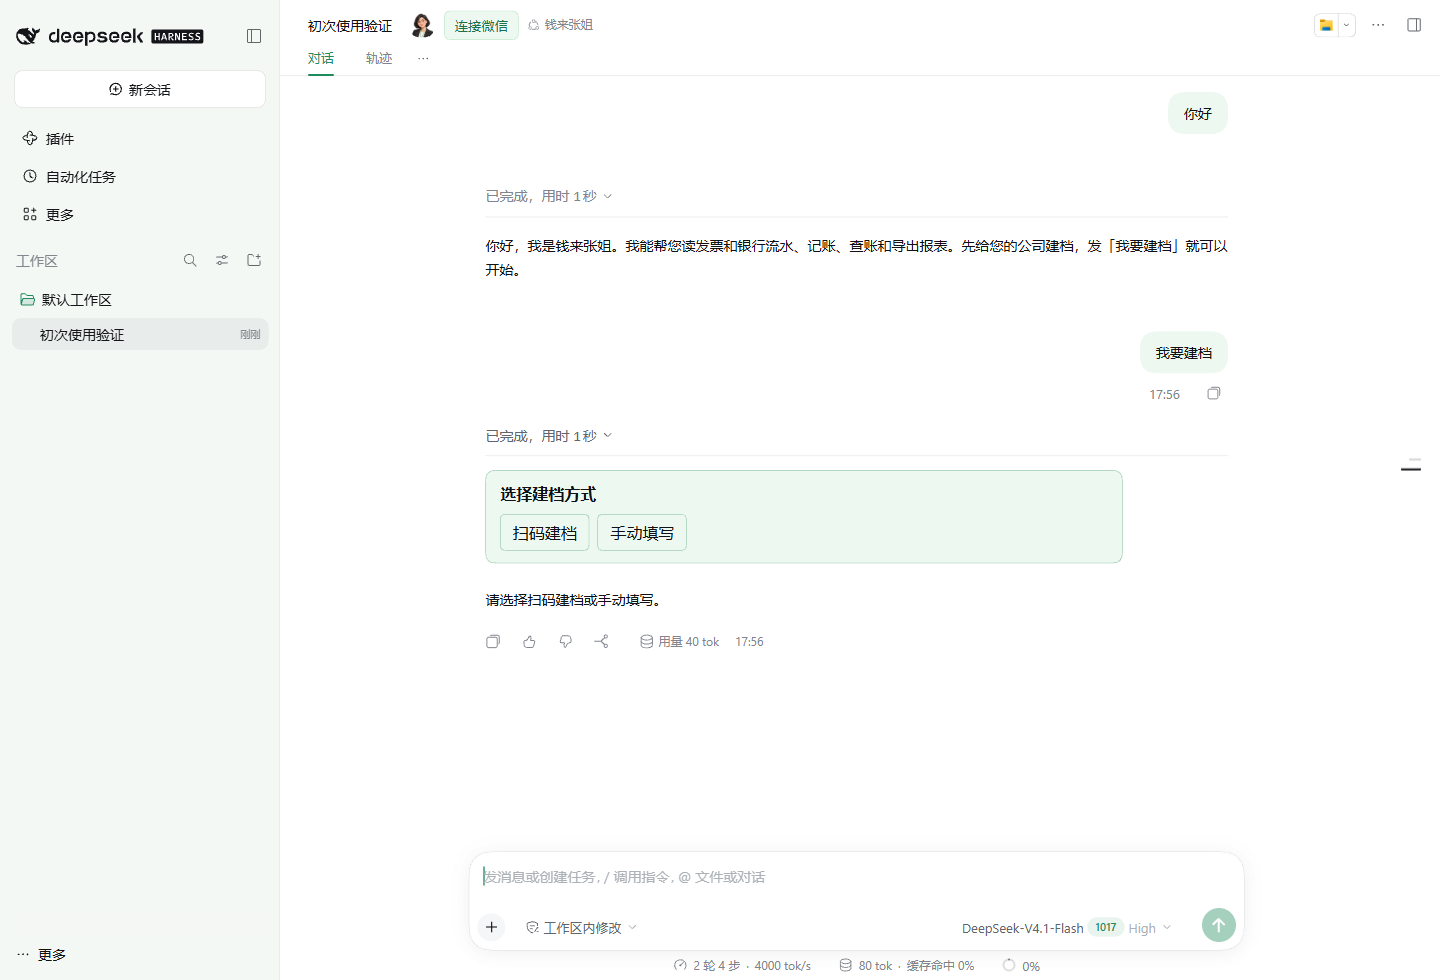 deepseek HARNESS
新会话
插件
自动化任务
更多
工作区
默认工作区
初次使用验证 刚刚
... 更多
初次使用验证 连接微信 钱来张姐
对话 轨迹 ...
你好
已完成，用时 1 秒
你好，我是钱来张姐。我能帮您读发票和银行流水、记账、查账和导出报表。先给您的公司建档，发「我要建档」就可以
开始。
我要建档
17:56
已完成，用时 1 秒
选择建档方式
扫码建档 手动填写
请选择扫码建档或手动填写。
用量 40 tok 17:56
发消息或创建任务, / 调用指令, @ 文件或对话
工作区内修改 DeepSeek-V4.1-Flash 1017 High
2 轮 4 步 · 4000 tok/s 80 tok · 缓存命中 0% 0%